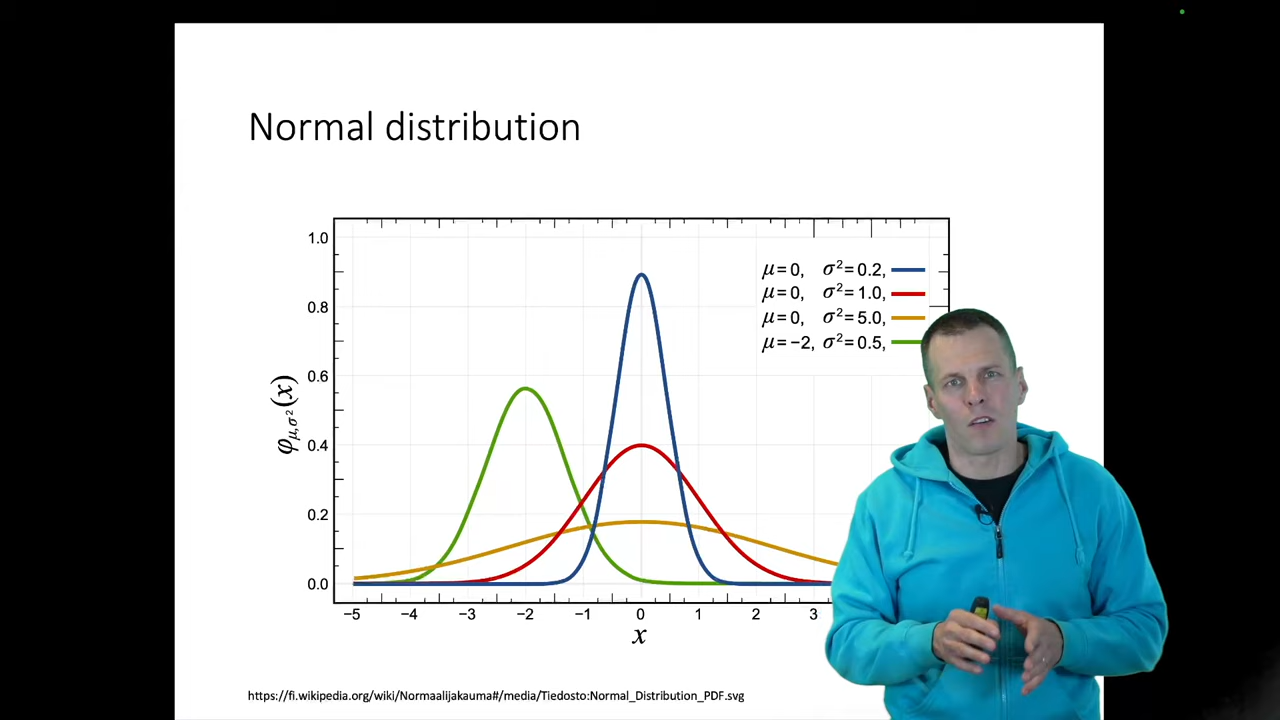 Normal distribution
1.0
0.8
0.6
0.4
0.2
0.0
φμ,σ²(x)
μ=0, σ²=0.2,
μ=0, σ²=1.0,
μ=0, σ²=5.0,
μ=−2, σ²=0.5,
−5 −4 −3 −2 −1 0 1 2 3
x
https://fi.wikipedia.org/wiki/Normaalijakauma#/media/Tiedosto:Normal_Distribution_PDF.svg